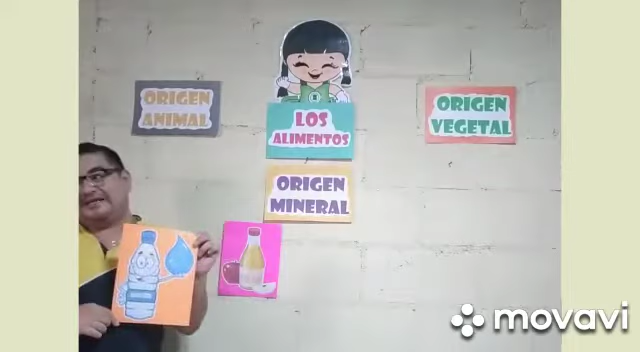 LOS
ALIMENTOS
ORIGEN
ANIMAL
ORIGEN
VEGETAL
ORIGEN
MINERAL
movavi